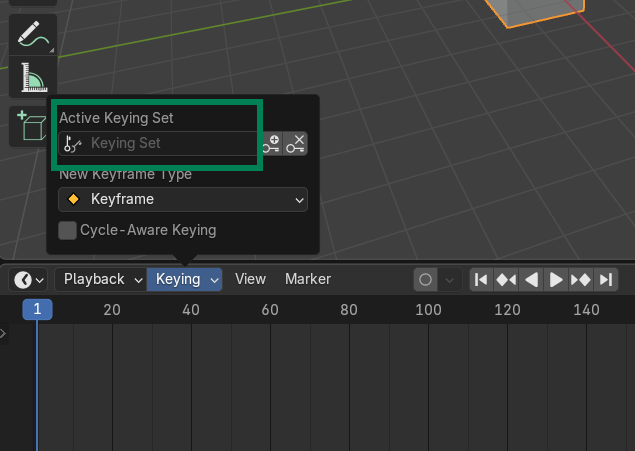 Active Keying Set
Keying Set
New Keyframe Type
Keyframe
Cycle-Aware Keying
Playback Keying View Marker
1 20 40 60 80 100 120 140